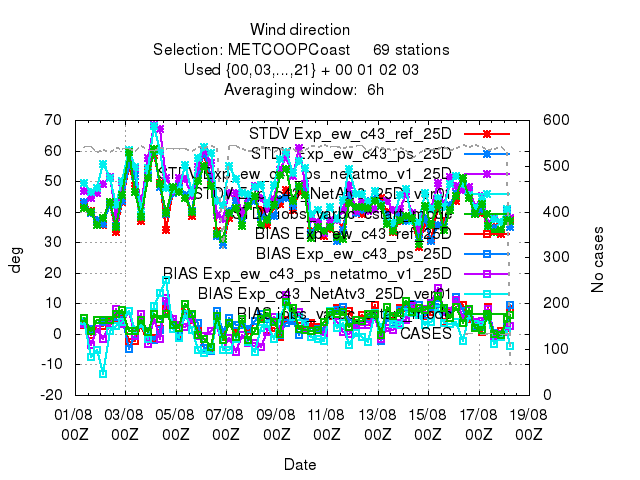 Wind direction
Selection: METCOOPCoast 69 stations
Used {00,03,...,21} + 00 01 02 03
Averaging window: 6h
70 600
60 500
50
40 400
30 300
20
10 200
0
-10 100
-20 0
deg
No cases
STDV Exp_ew_c43_ref_25D
STDV Exp_ew_c43_ps_25D
STDV Exp_ew_c43_ps_netatmo_v1_25D
STDV Exp_c43_NetAtv3_25D_ver01
BIAS Exp_ew_c43_ref_25D
BIAS Exp_ew_c43_ps_25D
BIAS Exp_ew_c43_ps_netatmo_v1_25D
BIAS Exp_c43_NetAtv3_25D_ver01
CASES
01/08 03/08 05/08 07/08 09/08 11/08 13/08 15/08 17/08 19/08
00Z 00Z 00Z 00Z 00Z 00Z 00Z 00Z 00Z 00Z
Date